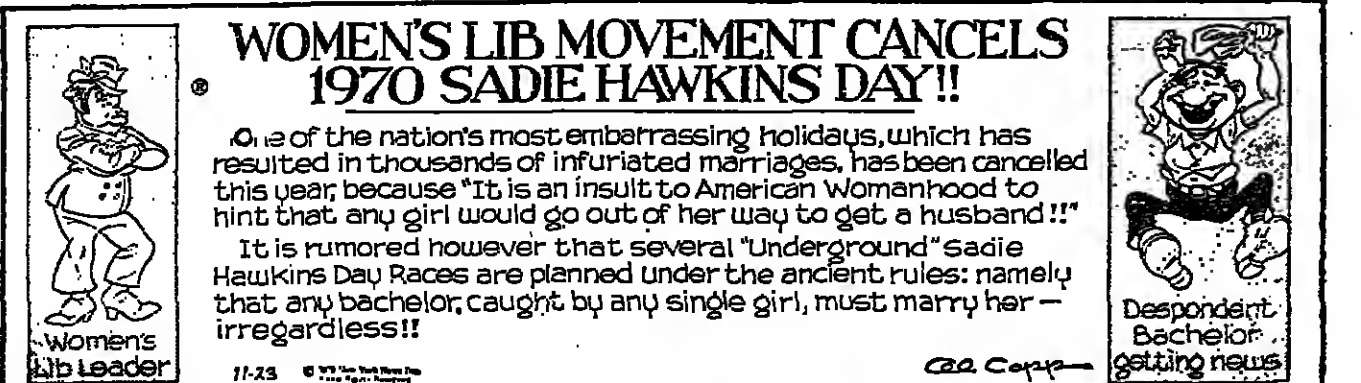 WOMEN'S LIB MOVEMENT CANCELS
® 1970 SADIE HAWKINS DAY!!
One of the nation's most embarrassing holidays, which has
resulted in thousands of infuriated marriages, has been cancelled
this year, because "It is an insult to American Womanhood to
hint that any girl would go out of her way to get a husband!!"
It is rumored however that several "Underground" Sadie
Hawkins Day Races are planned under the ancient rules: namely
that any bachelor, caught by any single girl, must marry her —
irregardless!!
Women's
Lib Leader
11-23 ©
Al Capp
Despondent
Bachelor
getting news